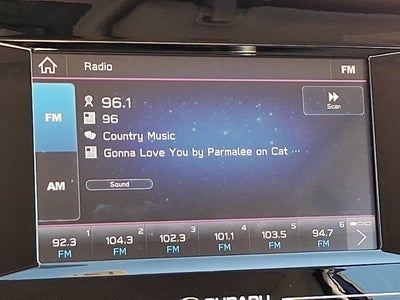 Radio FM
FM 96.1
96 Scan
Country Music
Gonna Love You by Parmalee on Cat ...
AM
Sound
1 2 3 4 5 6
92.3 104.3 102.3 101.1 103.5 94.7
FM FM FM FM FM FM
SUBARU